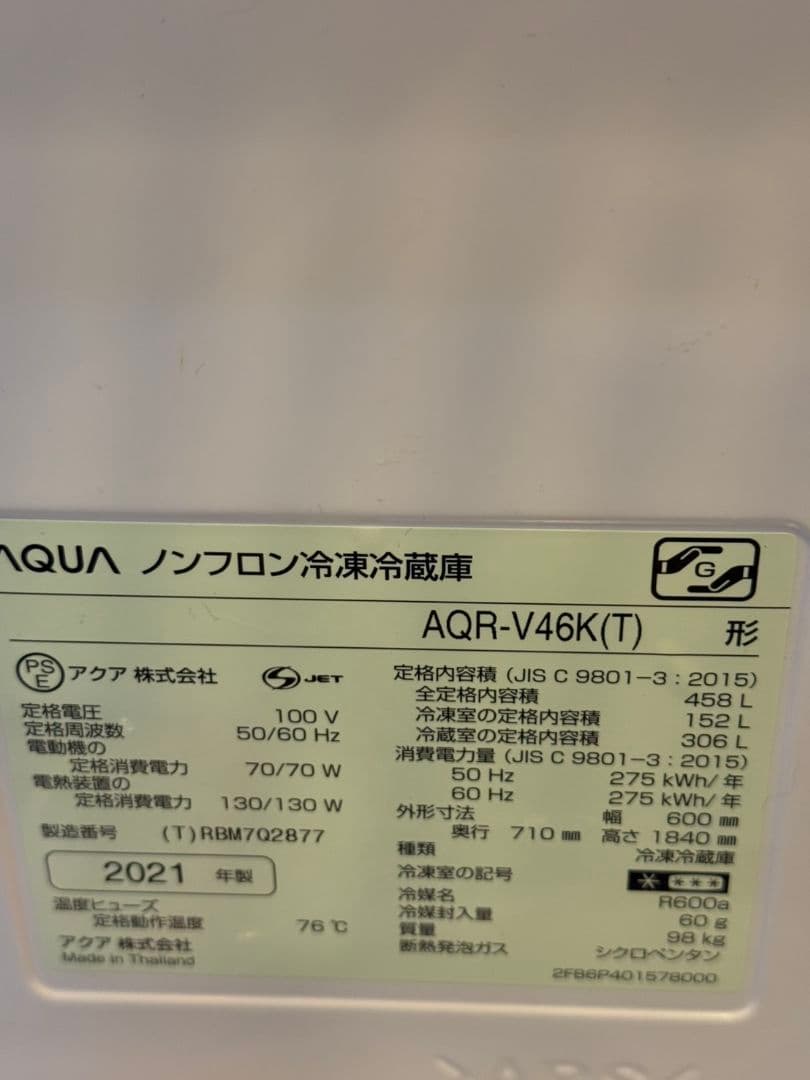 AQUA ノンフロン冷凍冷蔵庫
G
AQR-V46K(T) 形
PSE アクア 株式会社 JET
定格電圧 100 V
定格周波数 50/60 Hz
電動機の
定格消費電力 70/70 W
電熱装置の
定格消費電力 130/130 W
製造番号 (T)RBM7Q2877
2021 年製
温度ヒューズ
定格動作温度 76 ℃
アクア 株式会社
Made in Thailand
定格内容積 (JIS C 9801-3:2015)
全定格内容積 458 L
冷凍室の定格内容積 152 L
冷蔵室の定格内容積 306 L
消費電力量 (JIS C 9801-3:2015)
50 Hz 275 kWh/年
60 Hz 275 kWh/年
外形寸法 幅 600 ㎜
奥行 710 ㎜ 高さ 1840 ㎜
種類 冷凍冷蔵庫
冷凍室の記号 * ***
冷媒名 R600a
冷媒封入量 60 g
質量 98 kg
断熱発泡ガス シクロペンタン
2FB6P401578000